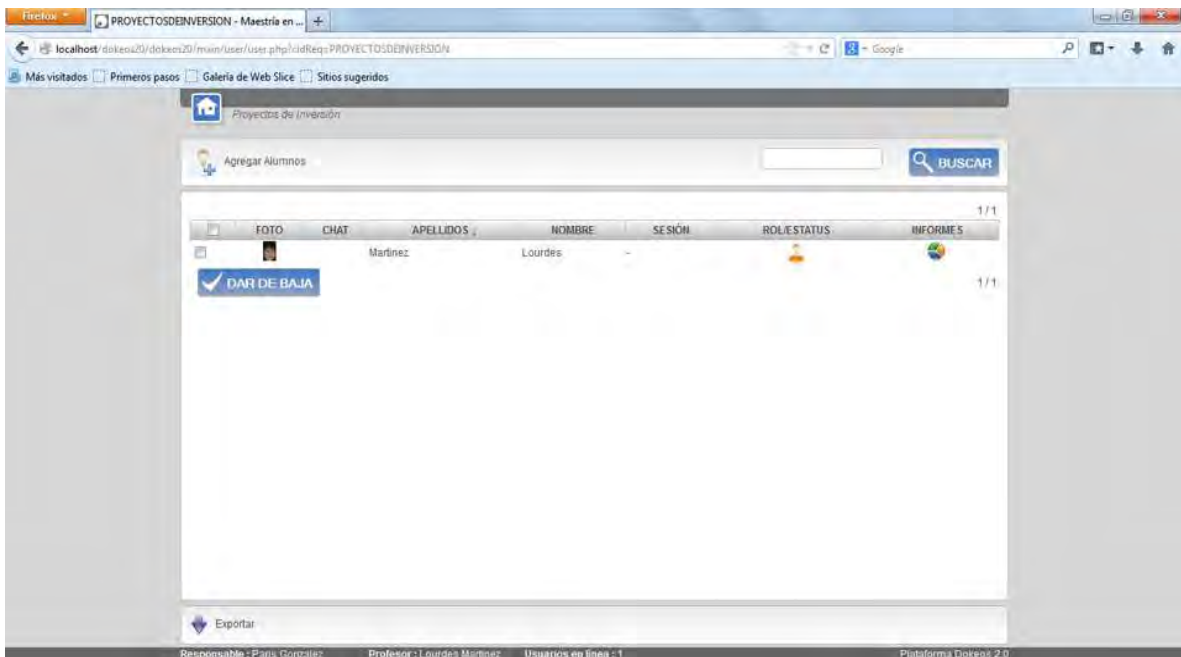 Firefox
PROYECTOSDEINVERSION - Maestría en ...
localhost/dokeos20/dokeos20/main/user/user.php?cidReq=PROYECTOSDEINVERSION
Google
Más visitados Primeros pasos Galería de Web Slice Sitios sugeridos
Proyectos de Inversión
Agregar Alumnos
BUSCAR
1 / 1
FOTO CHAT APELLIDOS NOMBRE SESIÓN ROL/ESTATUS INFORMES
Martinez Lourdes -
DAR DE BAJA
1 / 1
Exportar
Responsable : Paris Gonzalez Profesor : Lourdes Martinez Usuarios en línea : 1 Plataforma Dokeos 2.0